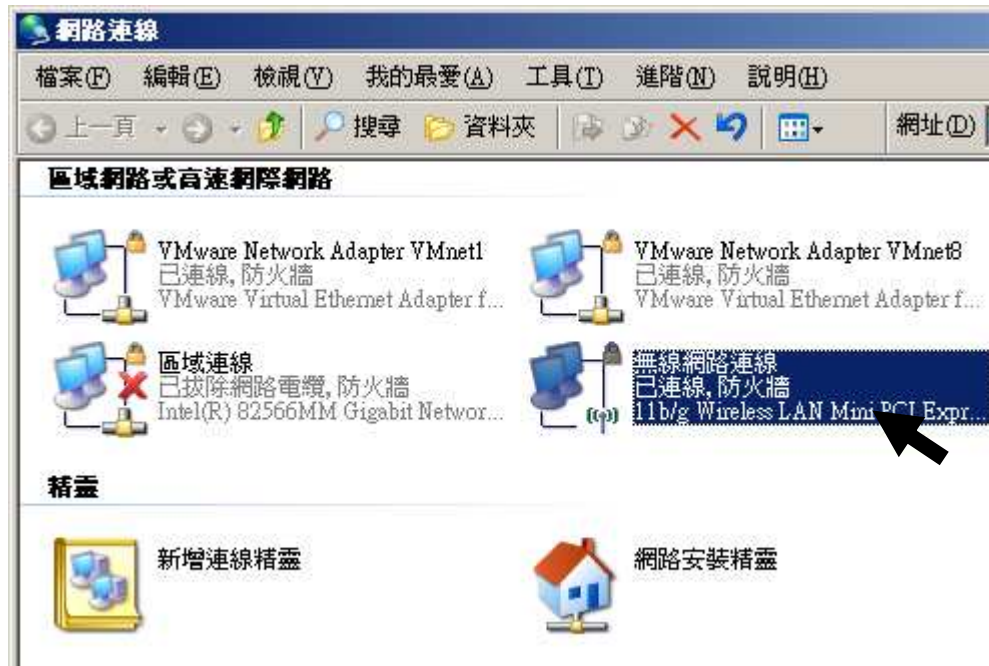 網路連線
檔案(F) 編輯(E) 檢視(V) 我的最愛(A) 工具(T) 進階(N) 說明(H)
上一頁 搜尋 資料夾 網址(D)
區域網路或高速網際網路
VMware Network Adapter VMnet1
已連線, 防火牆
VMware Virtual Ethernet Adapter f...
VMware Network Adapter VMnet8
已連線, 防火牆
VMware Virtual Ethernet Adapter f...
區域連線
已拔除網路電纜, 防火牆
Intel(R) 82566MM Gigabit Networ...
無線網路連線
已連線, 防火牆
11b/g Wireless LAN Mini PCI Expr...
精靈
新增連線精靈
網路安裝精靈